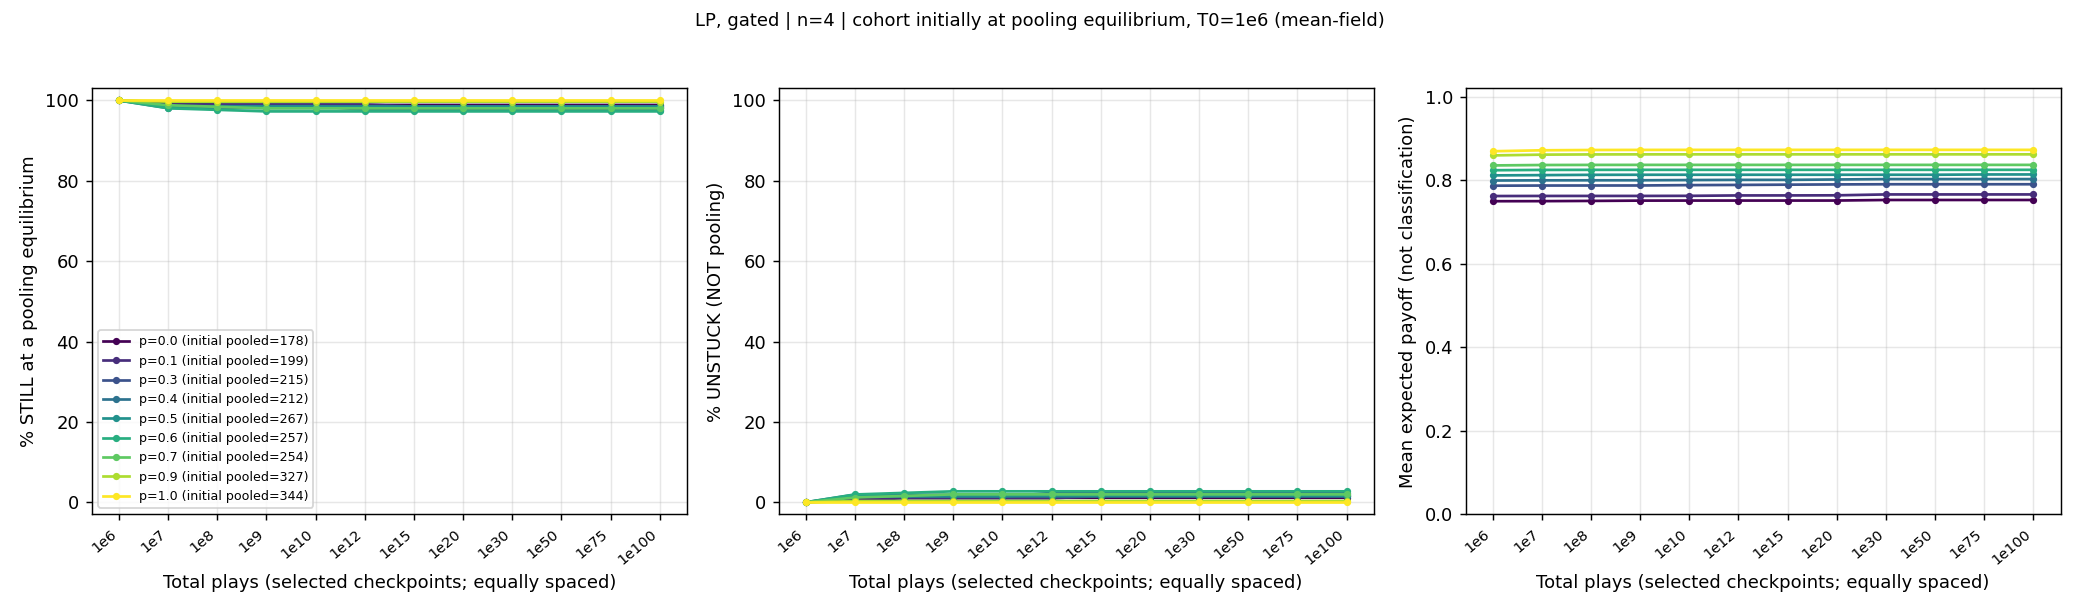 LP, gated | n=4 | cohort initially at pooling equilibrium, T0=1e6 (mean-field)
% STILL at a pooling equilibrium
100
80
60
40
20
0
p=0.0 (initial pooled=178)
p=0.1 (initial pooled=199)
p=0.3 (initial pooled=215)
p=0.4 (initial pooled=212)
p=0.5 (initial pooled=267)
p=0.6 (initial pooled=257)
p=0.7 (initial pooled=254)
p=0.9 (initial pooled=327)
p=1.0 (initial pooled=344)
1e6 1e7 1e8 1e9 1e10 1e12 1e15 1e20 1e30 1e50 1e75 1e100
Total plays (selected checkpoints; equally spaced)
% UNSTUCK (NOT pooling)
100
80
60
40
20
0
1e6 1e7 1e8 1e9 1e10 1e12 1e15 1e20 1e30 1e50 1e75 1e100
Total plays (selected checkpoints; equally spaced)
Mean expected payoff (not classification)
1.0
0.8
0.6
0.4
0.2
0.0
1e6 1e7 1e8 1e9 1e10 1e12 1e15 1e20 1e30 1e50 1e75 1e100
Total plays (selected checkpoints; equally spaced)